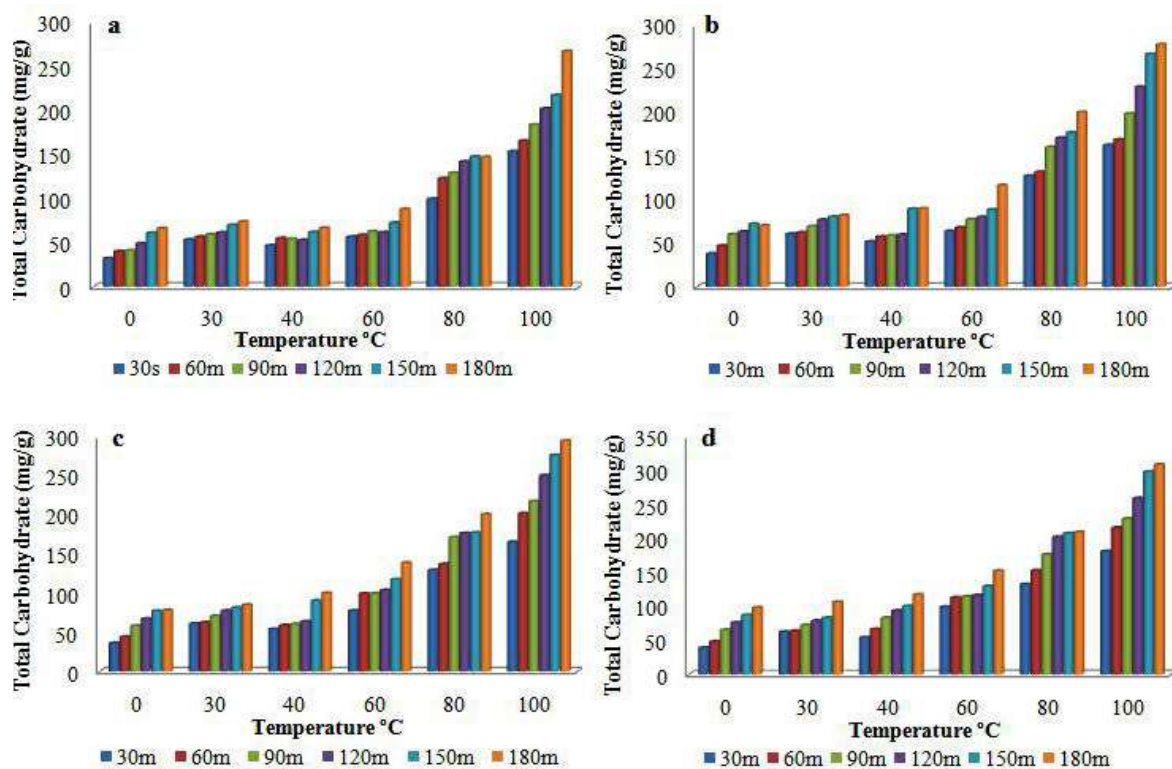 a
Total Carbohydrate (mg/g)
300
250
200
150
100
50
0
0 30 40 60 80 100
Temperature °C
30s 60m 90m 120m 150m 180m
b
Total Carbohydrate (mg/g)
300
250
200
150
100
50
0
0 30 40 60 80 100
Temperature °C
30m 60m 90m 120m 150m 180m
c
Total Carbohydrate (mg/g)
300
250
200
150
100
50
0
0 30 40 60 80 100
Temperature °C
30m 60m 90m 120m 150m 180m
d
Total Carbohydrate (mg/g)
350
300
250
200
150
100
50
0
0 30 40 60 80 100
Temperature °C
30m 60m 90m 120m 150m 180m